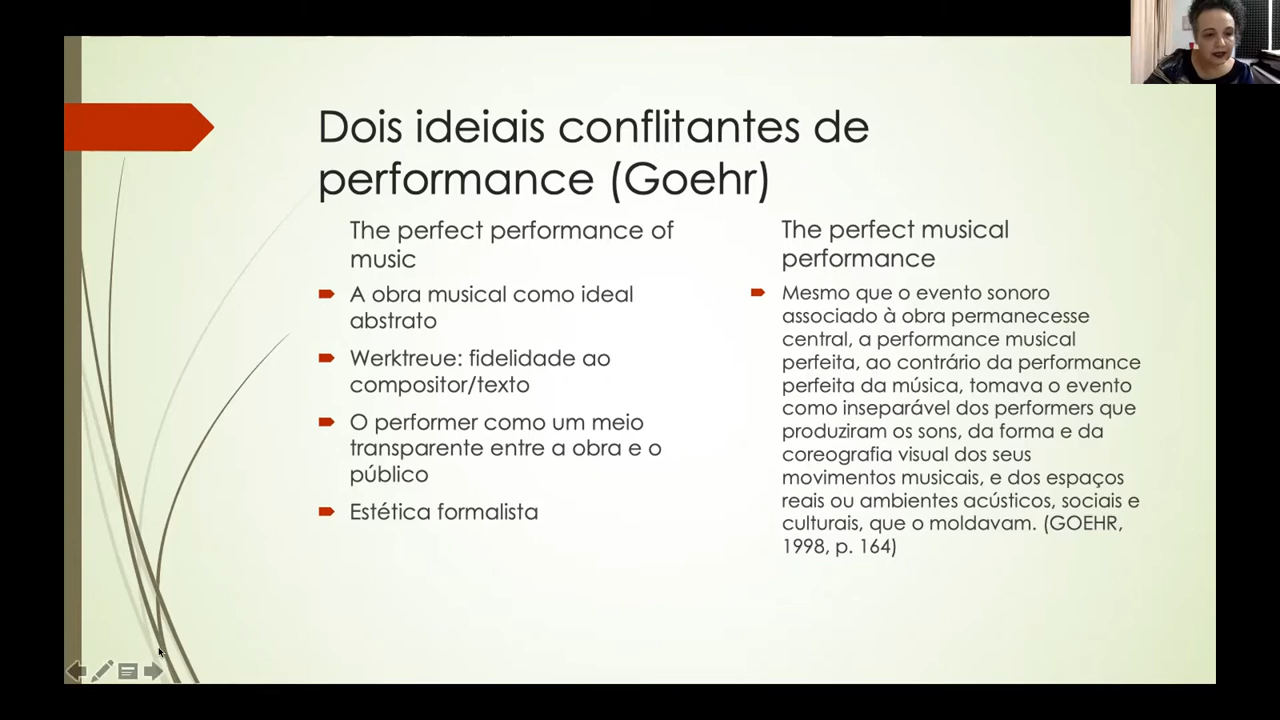 Dois ideiais conflitantes de
performance (Goehr)
The perfect performance of
music
A obra musical como ideal
abstrato
Werktreue: fidelidade ao
compositor/texto
O performer como um meio
transparente entre a obra e o
público
Estética formalista
The perfect musical
performance
Mesmo que o evento sonoro
associado à obra permanecesse
central, a performance musical
perfeita, ao contrário da performance
perfeita da música, tomava o evento
como inseparável dos performers que
produziram os sons, da forma e da
coreografia visual dos seus
movimentos musicais, e dos espaços
reais ou ambientes acústicos, sociais e
culturais, que o moldavam. (GOEHR,
1998, p. 164)